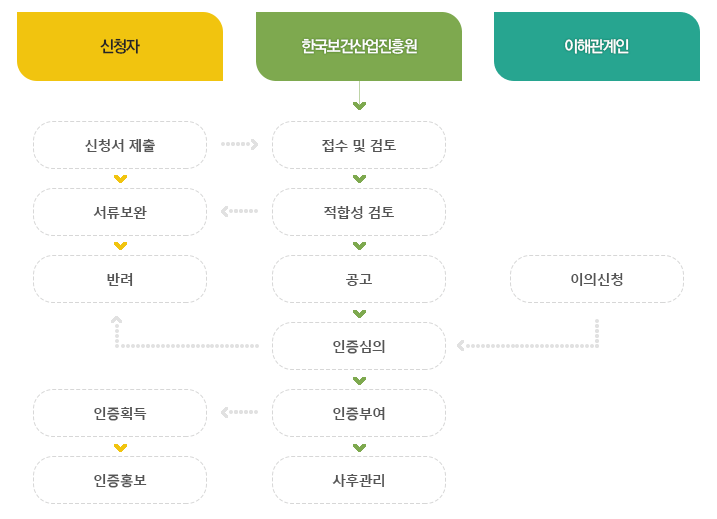 신청자
한국보건산업진흥원
이해관계인
신청서 제출
접수 및 검토
서류보완
적합성 검토
반려
공고
이의신청
인증심의
인증획득
인증부여
인증홍보
사후관리